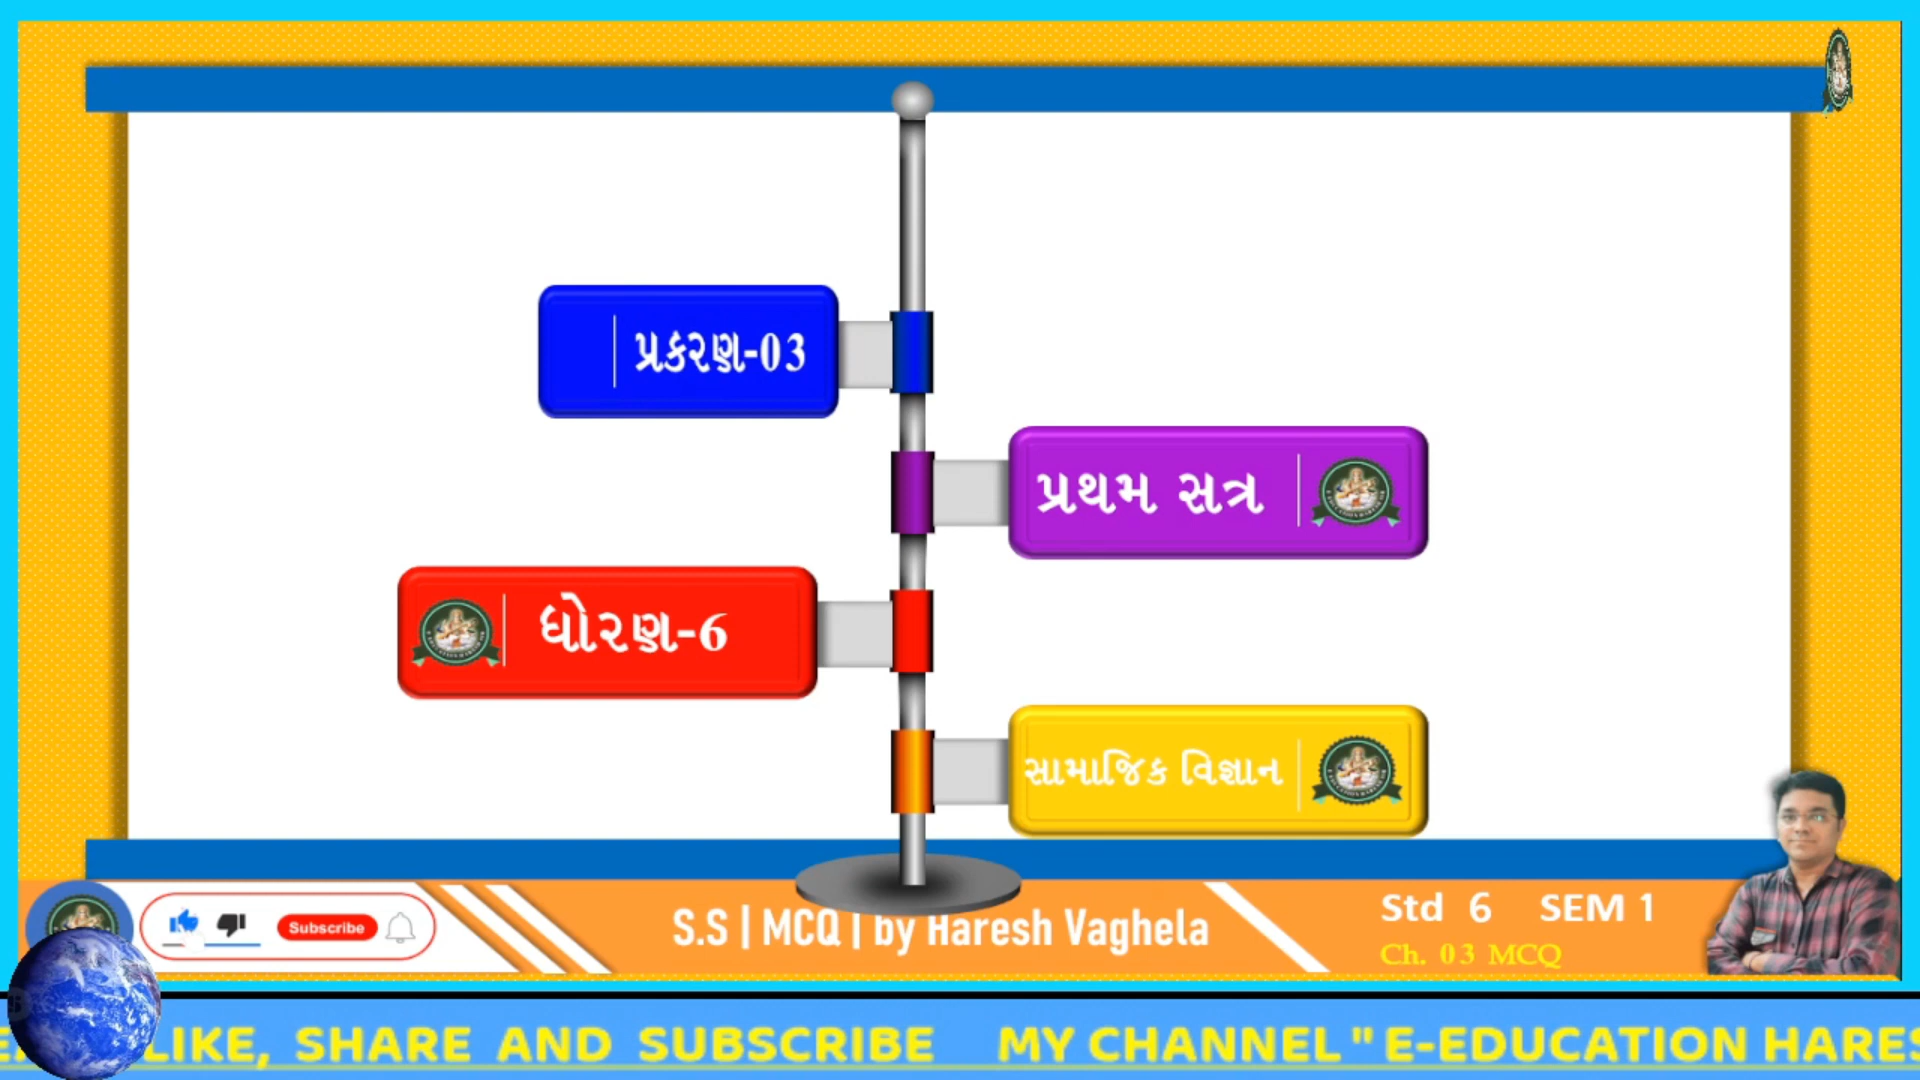 પ્રકરણ-03
પ્રથમ સત્ર
ધોરણ-6
સામાજિક વિજ્ઞાન
Subscribe
S.S | MCQ | by Haresh Vaghela
Std 6 SEM 1
Ch. 03 MCQ
LIKE, SHARE AND SUBSCRIBE MY CHANNEL " E-EDUCATION